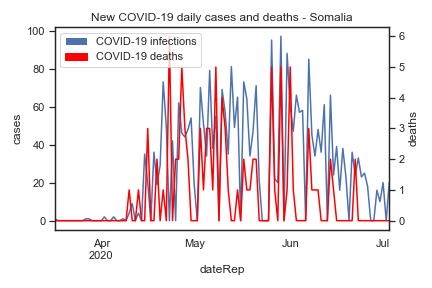 New COVID-19 daily cases and deaths - Somalia
COVID-19 infections
COVID-19 deaths
100
80
60
40
20
0
cases
6
5
4
3
2
1
0
deaths
Apr
2020
May
Jun
Jul
dateRep